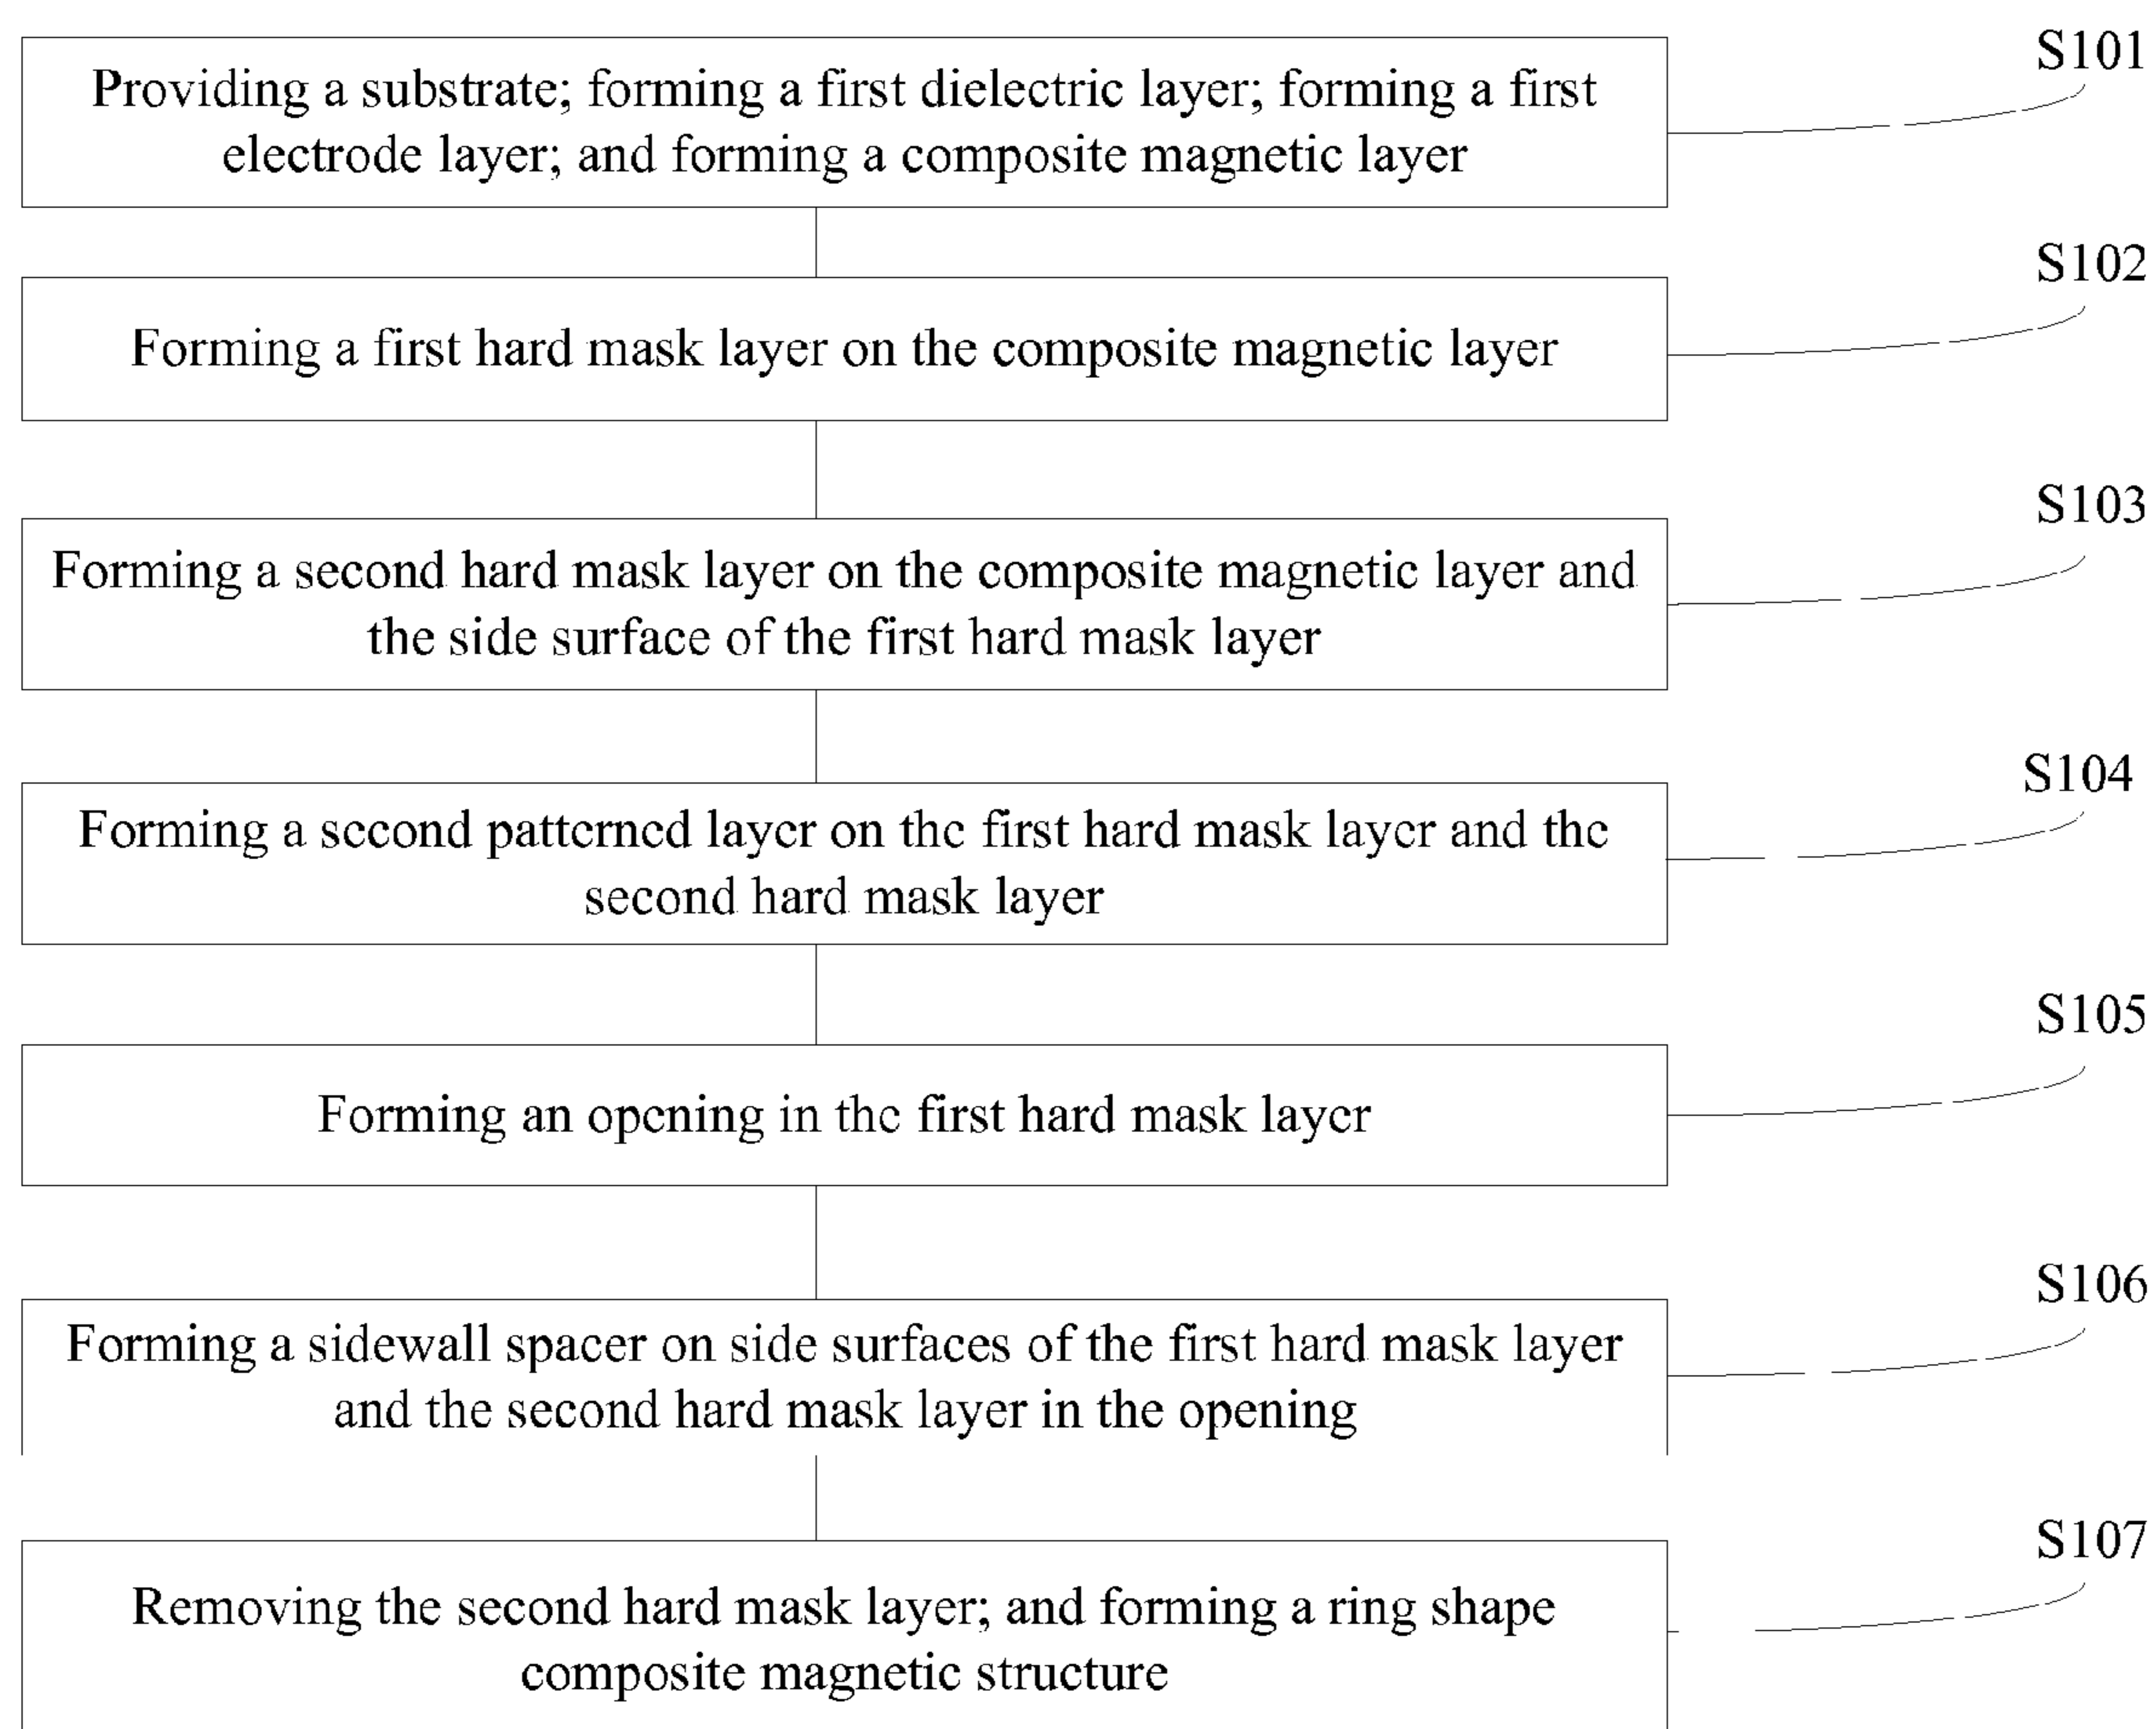 S101
Providing a substrate; forming a first dielectric layer; forming a first
electrode layer; and forming a composite magnetic layer
S102
Forming a first hard mask layer on the composite magnetic layer
S103
Forming a second hard mask layer on the composite magnetic layer and
the side surface of the first hard mask layer
S104
Forming a second patterned layer on the first hard mask layer and the
second hard mask layer
S105
Forming an opening in the first hard mask layer
S106
Forming a sidewall spacer on side surfaces of the first hard mask layer
and the second hard mask layer in the opening
S107
Removing the second hard mask layer; and forming a ring shape
composite magnetic structure